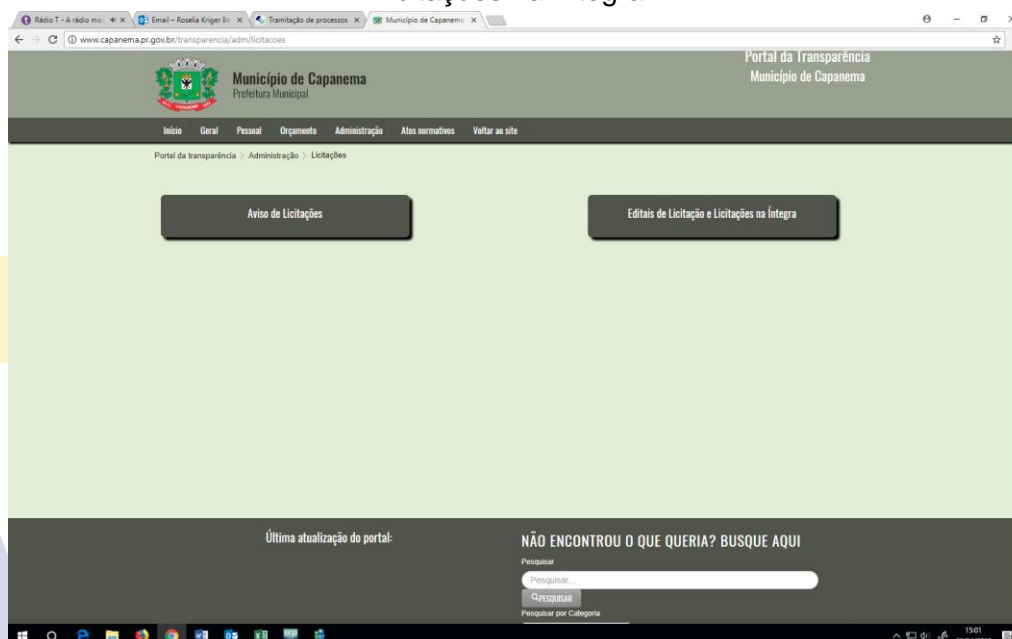 Rádio T - A rádio mai
Email – Roselia Kriger Be
Tramitação de processos
Município de Capanema
www.capanema.pr.gov.br/transparencia/adm/licitacoes
Portal da Transparência
Município de Capanema
Município de Capanema
Prefeitura Municipal
Início Geral Pessoal Orçamento Administração Atos normativos Voltar ao site
Portal da transparência > Administração > Licitações
Aviso de Licitações
Editais de Licitação e Licitações na Íntegra
Última atualização do portal:
NÃO ENCONTROU O QUE QUERIA? BUSQUE AQUI
Pesquisar
Pesquisar...
PESQUISAR
Pesquisar por Categoria
15:01